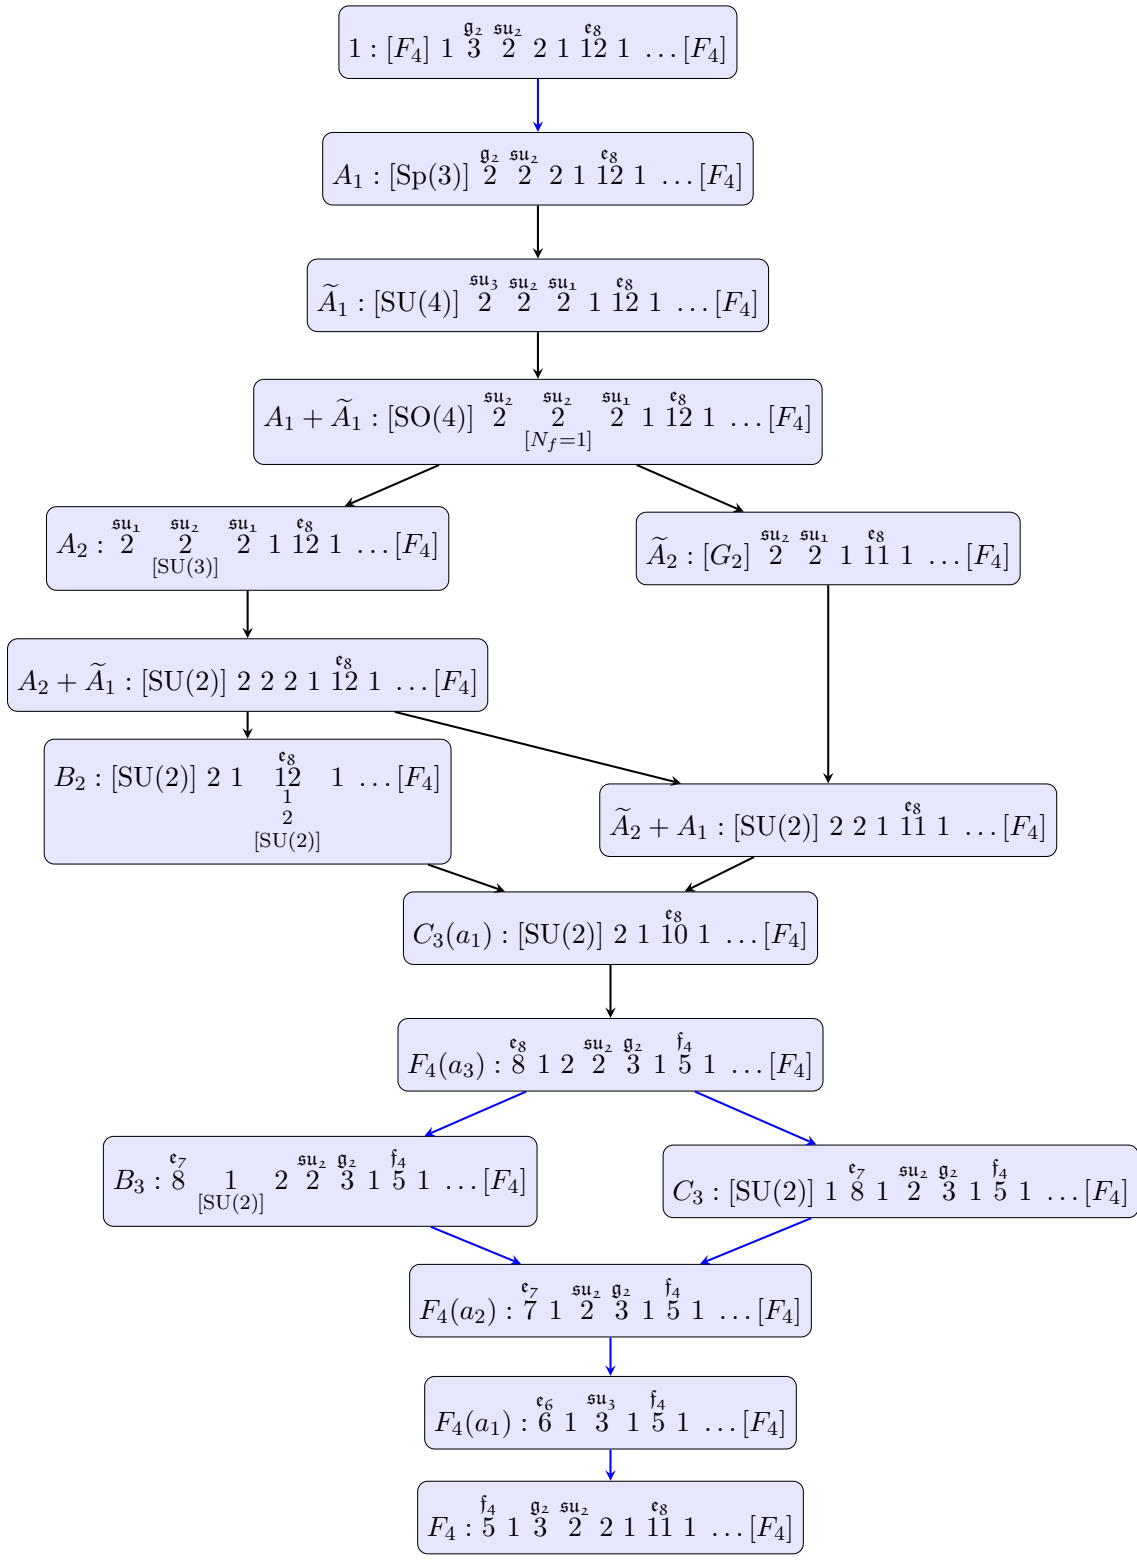 𝔤₂ 𝔰𝔲₂ 𝔢₈
1 : [F₄] 1 3 2 2 1 12 1 … [F₄]
𝔤₂ 𝔰𝔲₂ 𝔢₈
A₁ : [Sp(3)] 2 2 2 1 12 1 … [F₄]
𝔰𝔲₃ 𝔰𝔲₂ 𝔰𝔲₁ 𝔢₈
Ã₁ : [SU(4)] 2 2 2 1 12 1 … [F₄]
𝔰𝔲₂ 𝔰𝔲₂ 𝔰𝔲₁ 𝔢₈
A₁ + Ã₁ : [SO(4)] 2 2 2 1 12 1 … [F₄]
[N_f=1]
𝔰𝔲₁ 𝔰𝔲₂ 𝔰𝔲₁ 𝔢₈
A₂ : 2 2 2 1 12 1 … [F₄]
[SU(3)]
𝔰𝔲₂ 𝔰𝔲₁ 𝔢₈
Ã₂ : [G₂] 2 2 1 11 1 … [F₄]
𝔢₈
A₂ + Ã₁ : [SU(2)] 2 2 2 1 12 1 … [F₄]
𝔢₈
B₂ : [SU(2)] 2 1 12 1 … [F₄]
1
2
[SU(2)]
𝔢₈
Ã₂ + A₁ : [SU(2)] 2 2 1 11 1 … [F₄]
𝔢₈
C₃(a₁) : [SU(2)] 2 1 10 1 … [F₄]
𝔢₈ 𝔰𝔲₂ 𝔤₂ 𝔣₄
F₄(a₃) : 8 1 2 2 3 1 5 1 … [F₄]
𝔢₇ 𝔰𝔲₂ 𝔤₂ 𝔣₄
B₃ : 8 1 2 2 3 1 5 1 … [F₄]
[SU(2)]
𝔢₇ 𝔰𝔲₂ 𝔤₂ 𝔣₄
C₃ : [SU(2)] 1 8 1 2 3 1 5 1 … [F₄]
𝔢₇ 𝔰𝔲₂ 𝔤₂ 𝔣₄
F₄(a₂) : 7 1 2 3 1 5 1 … [F₄]
𝔢₆ 𝔰𝔲₃ 𝔣₄
F₄(a₁) : 6 1 3 1 5 1 … [F₄]
𝔣₄ 𝔤₂ 𝔰𝔲₂ 𝔢₈
F₄ : 5 1 3 2 2 1 11 1 … [F₄]